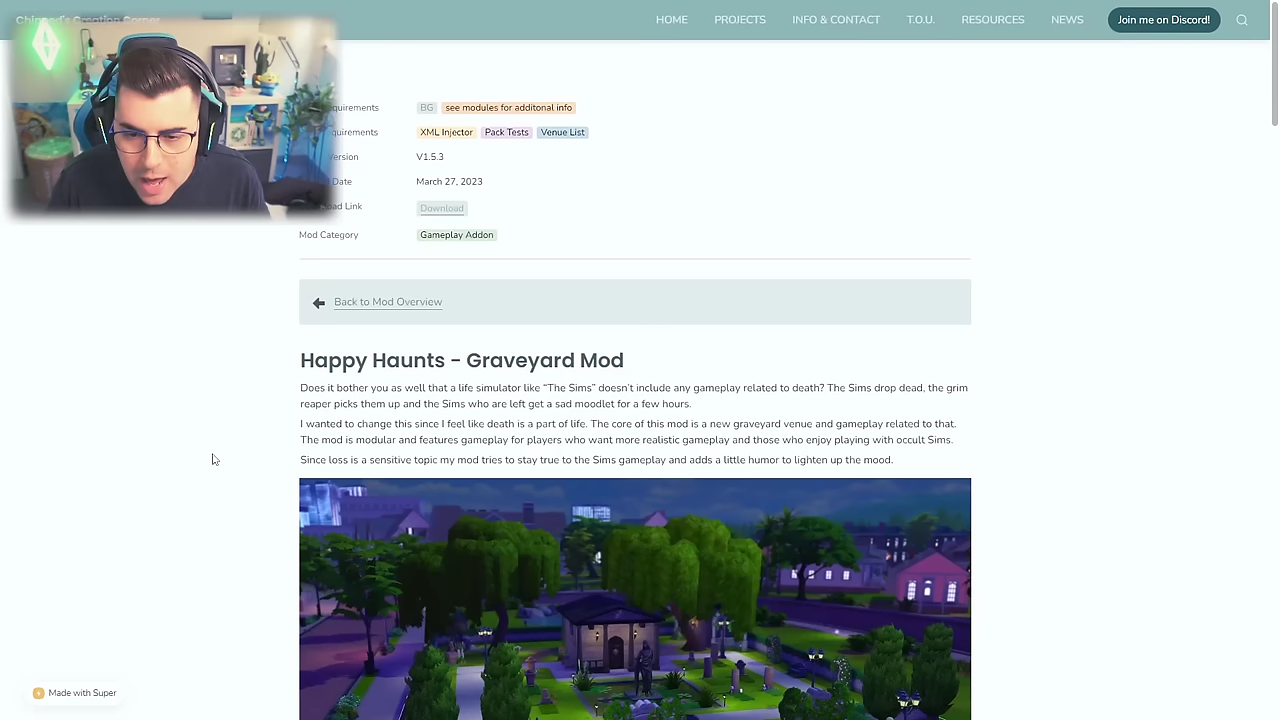 Chipped's Creation Corner
HOME PROJECTS INFO & CONTACT T.O.U. RESOURCES NEWS Join me on Discord!
BG see modules for additonal info
XML Injector Pack Tests Venue List
V1.5.3
Date March 27, 2023
Link Download
Mod Category Gameplay Addon
Back to Mod Overview
Happy Haunts - Graveyard Mod
Does it bother you as well that a life simulator like “The Sims” doesn't include any gameplay related to death? The Sims drop dead, the grim
reaper picks them up and the Sims who are left get a sad moodlet for a few hours.
I wanted to change this since I feel like death is a part of life. The core of this mod is a new graveyard venue and gameplay related to that.
The mod is modular and features gameplay for players who want more realistic gameplay and those who enjoy playing with occult Sims.
Since loss is a sensitive topic my mod tries to stay true to the Sims gameplay and adds a little humor to lighten up the mood.
Made with Super